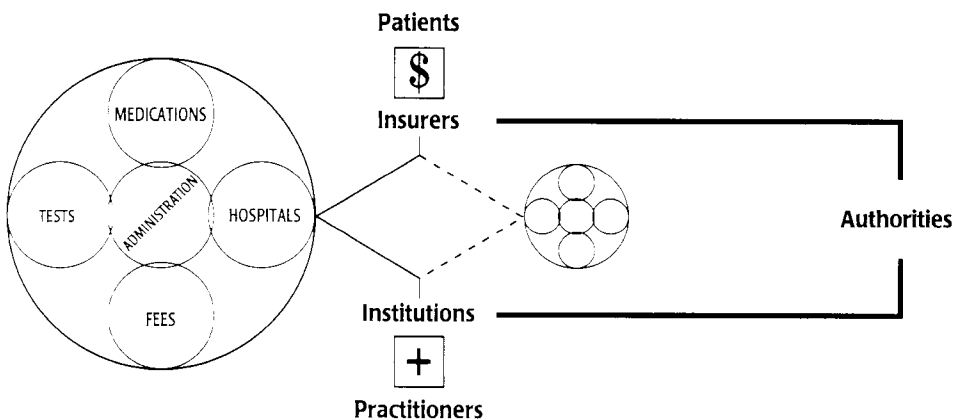 Patients
$
Insurers
MEDICATIONS
TESTS
ADMINISTRATION
HOSPITALS
FEES
Authorities
Institutions
+
Practitioners